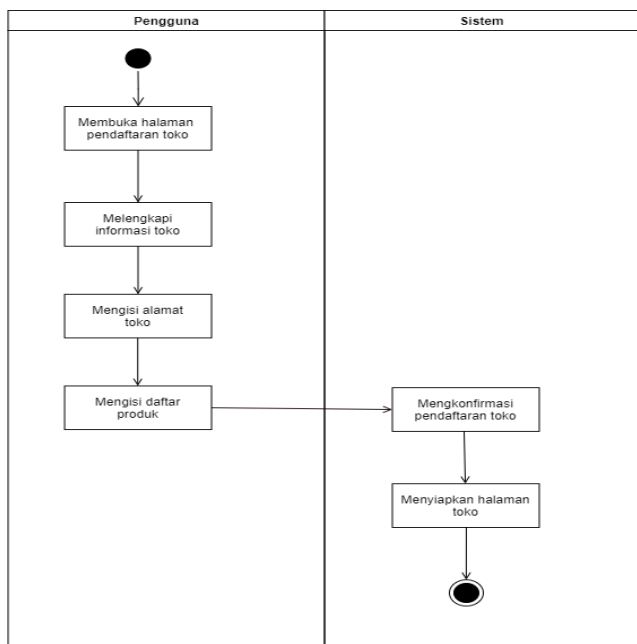 Pengguna
Sistem
Membuka halaman
pendaftaran toko
Melengkapi
informasi toko
Mengisi alamat
toko
Mengisi daftar
produk
Mengkonfirmasi
pendaftaran toko
Menyiapkan halaman
toko